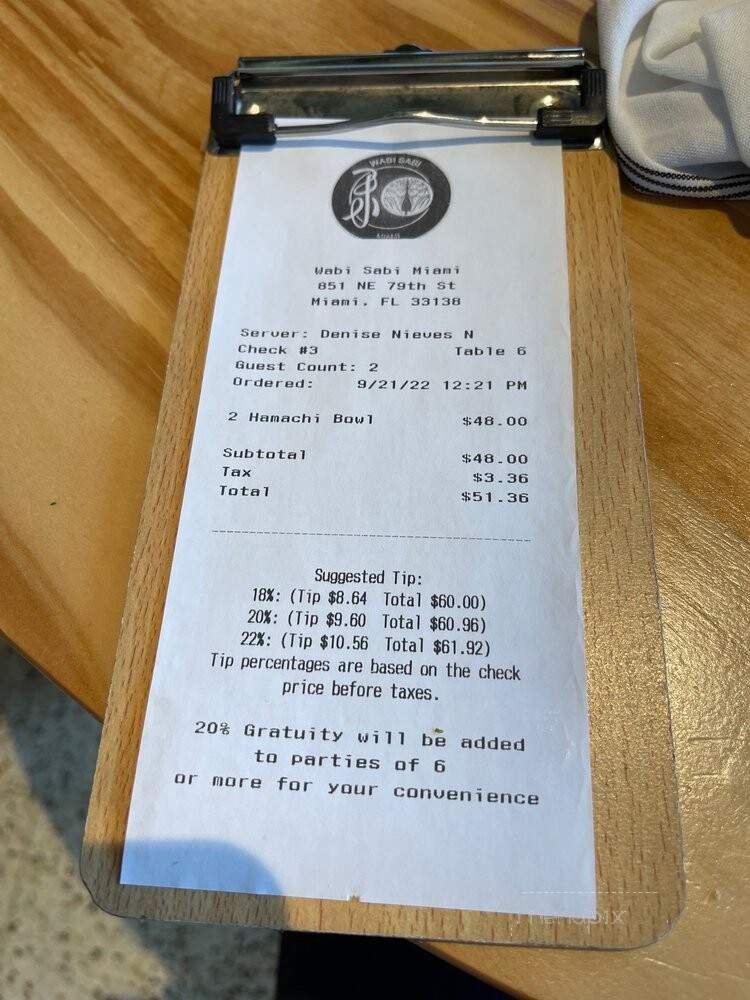 WABI SABI
MIAMI
Wabi Sabi Miami
851 NE 79th St
Miami, FL 33138
Server: Denise Nieves N
Check #3 Table 6
Guest Count: 2
Ordered: 9/21/22 12:21 PM
2 Hamachi Bowl $48.00
Subtotal $48.00
Tax $3.36
Total $51.36
Suggested Tip:
18%: (Tip $8.64 Total $60.00)
20%: (Tip $9.60 Total $60.96)
22%: (Tip $10.56 Total $61.92)
Tip percentages are based on the check
price before taxes.
20% Gratuity will be added
to parties of 6
or more for your convenience